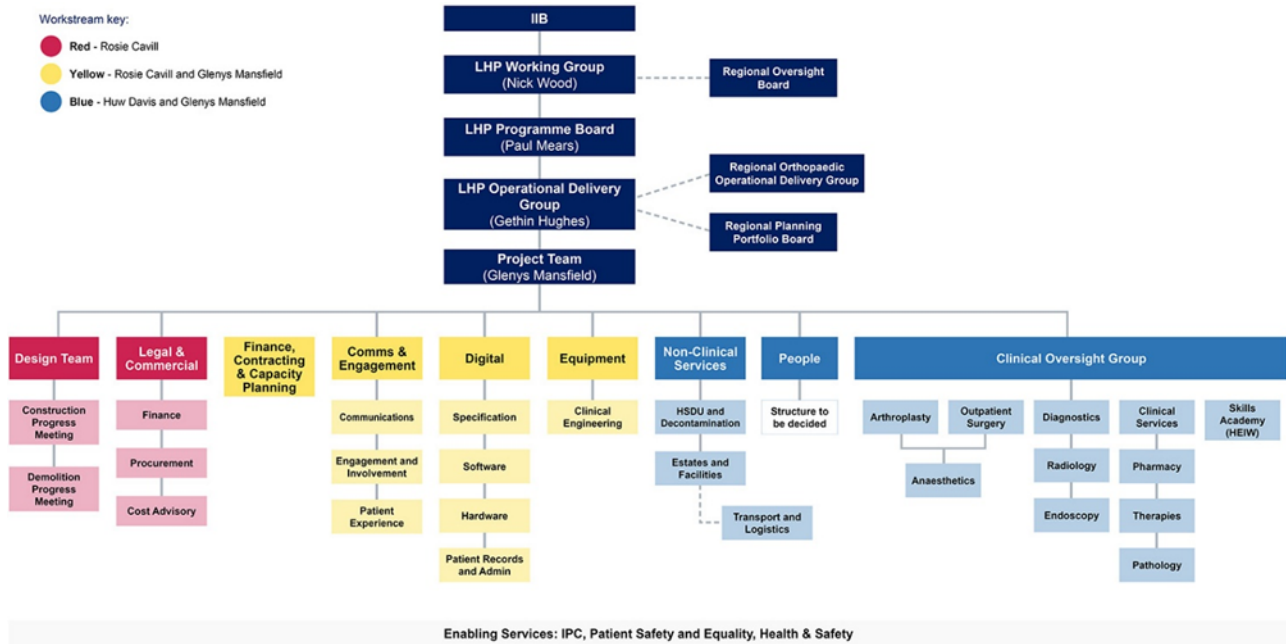 Workstream key:
Red - Rosie Cavill
Yellow - Rosie Cavill and Glenys Mansfield
Blue - Huw Davis and Glenys Mansfield
IIB
LHP Working Group
(Nick Wood)
Regional Oversight
Board
LHP Programme Board
(Paul Mears)
LHP Operational Delivery
Group
(Gethin Hughes)
Regional Orthopaedic
Operational Delivery Group
Regional Planning
Portfolio Board
Project Team
(Glenys Mansfield)
Design Team
Construction
Progress
Meeting
Demolition
Progress
Meeting
Legal &
Commercial
Finance
Procurement
Cost Advisory
Finance,
Contracting
& Capacity
Planning
Comms &
Engagement
Communications
Engagement and
Involvement
Patient
Experience
Digital
Specification
Software
Hardware
Patient Records
and Admin
Equipment
Clinical
Engineering
Non-Clinical
Services
HSDU and
Decontamination
Estates and
Facilities
Transport and
Logistics
People
Structure to
be decided
Clinical Oversight Group
Arthroplasty
Outpatient
Surgery
Anaesthetics
Diagnostics
Radiology
Endoscopy
Clinical
Services
Pharmacy
Therapies
Pathology
Skills
Academy
(HEIW)
Enabling Services: IPC, Patient Safety and Equality, Health & Safety